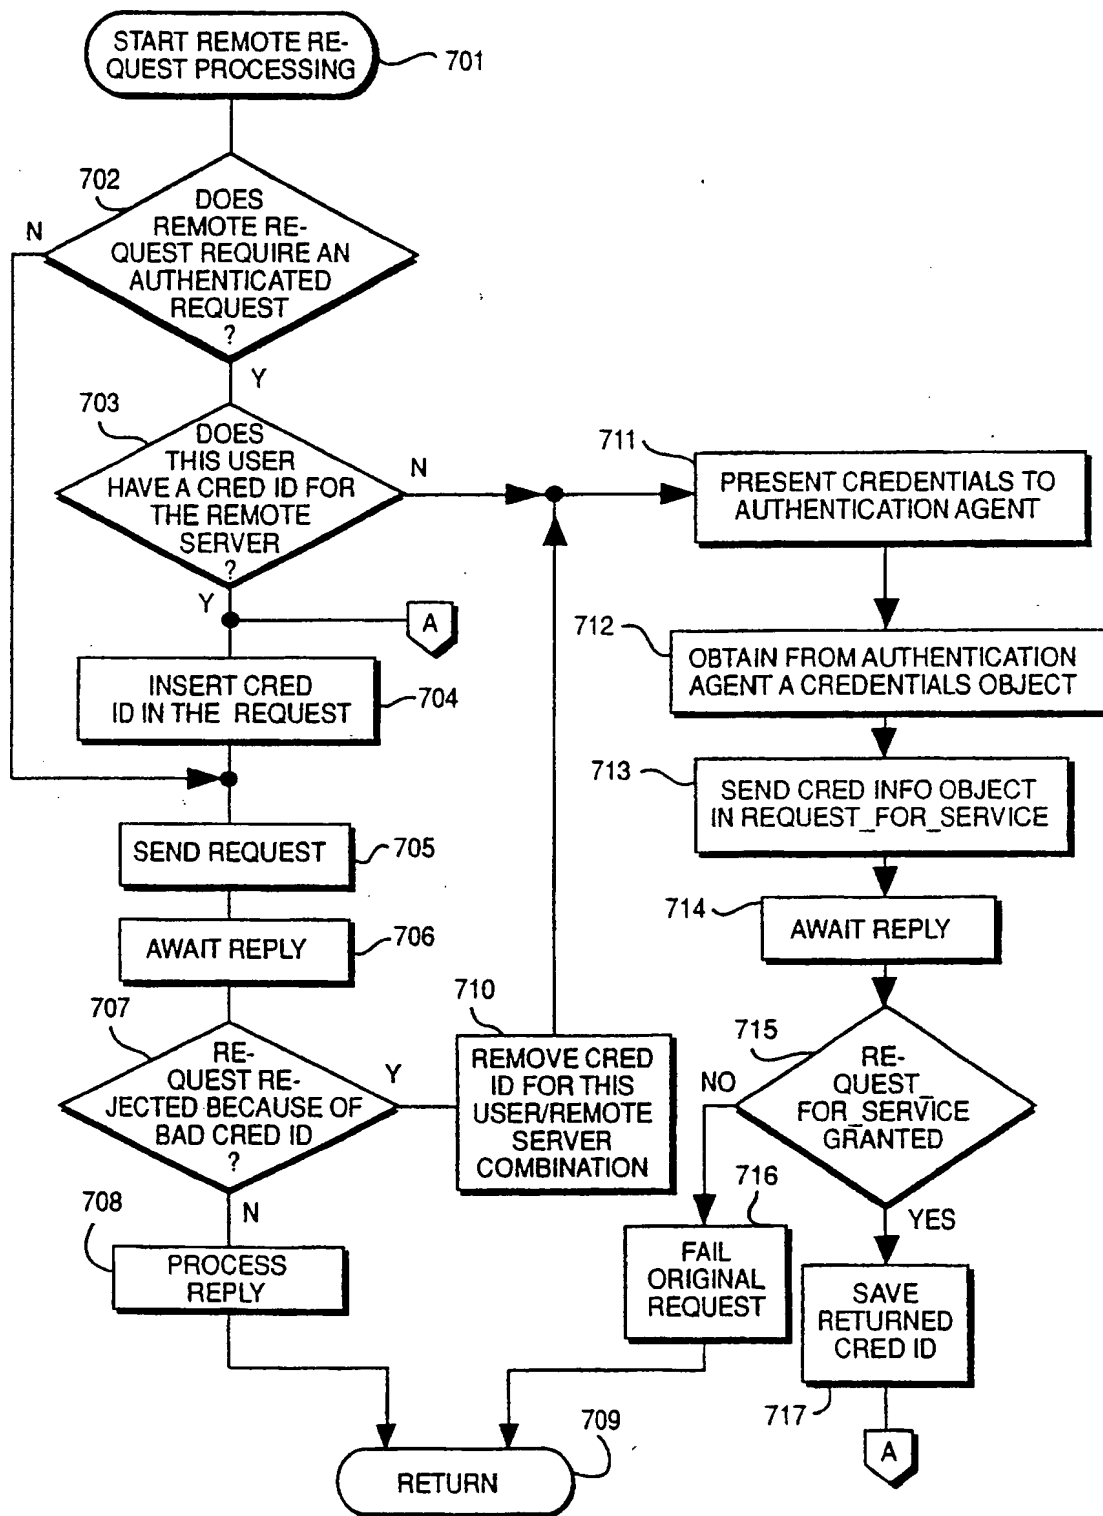 START REMOTE RE-
QUEST PROCESSING
701
702
DOES
REMOTE RE-
QUEST REQUIRE AN
AUTHENTICATED
REQUEST
?
N
Y
703
DOES
THIS USER
HAVE A CRED ID FOR
THE REMOTE
SERVER
?
N
Y
A
INSERT CRED
ID IN THE REQUEST
704
SEND REQUEST
705
AWAIT REPLY
706
707
RE-
QUEST RE-
JECTED BECAUSE OF
BAD CRED ID
?
Y
N
708
PROCESS
REPLY
710
REMOVE CRED
ID FOR THIS
USER/REMOTE
SERVER
COMBINATION
711
PRESENT CREDENTIALS TO
AUTHENTICATION AGENT
712
OBTAIN FROM AUTHENTICATION
AGENT A CREDENTIALS OBJECT
713
SEND CRED INFO OBJECT
IN REQUEST_FOR_SERVICE
714
AWAIT REPLY
715
RE-
QUEST_
FOR_SERVICE
GRANTED
NO
YES
716
FAIL
ORIGINAL
REQUEST
SAVE
RETURNED
CRED ID
717
A
709
RETURN